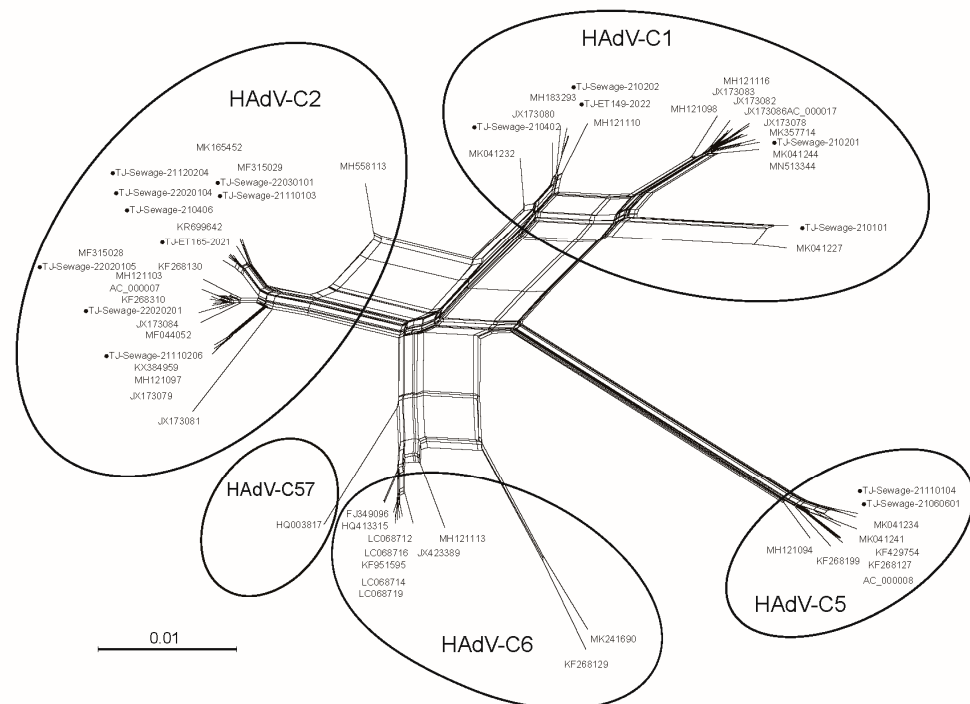 HAdV-C1
HAdV-C2
MH121116
JX173083
●TJ-Sewage-210202
MH183293
JX173082
●TJ-ET149-2022
MH121098
JX173086AC_000017
JX173080
JX173078
MH121110
●TJ-Sewage-210402
MK357714
●TJ-Sewage-210201
MK041232
MK041244
MN513344
●TJ-Sewage-210101
MK041227
MK165452
MF315029
MH558113
●TJ-Sewage-21120204
●TJ-Sewage-22030101
●TJ-Sewage-22020104
●TJ-Sewage-21110103
●TJ-Sewage-210406
KR699642
●TJ-ET165-2021
MF315028
●TJ-Sewage-22020105
KF268130
MH121103
AC_000007
KF268310
●TJ-Sewage-22020201
JX173084
MF044052
●TJ-Sewage-21110206
KX384959
MH121097
JX173079
JX173081
HAdV-C57
HQ003817
FJ349096
HQ413315
LC068712
MH121113
LC068716
JX423389
KF951595
LC068714
LC068719
MK241690
KF268129
HAdV-C6
●TJ-Sewage-21110104
●TJ-Sewage-21060601
MK041234
MK041241
MH121094
KF429754
KF268199
KF268127
AC_000008
HAdV-C5
0.01